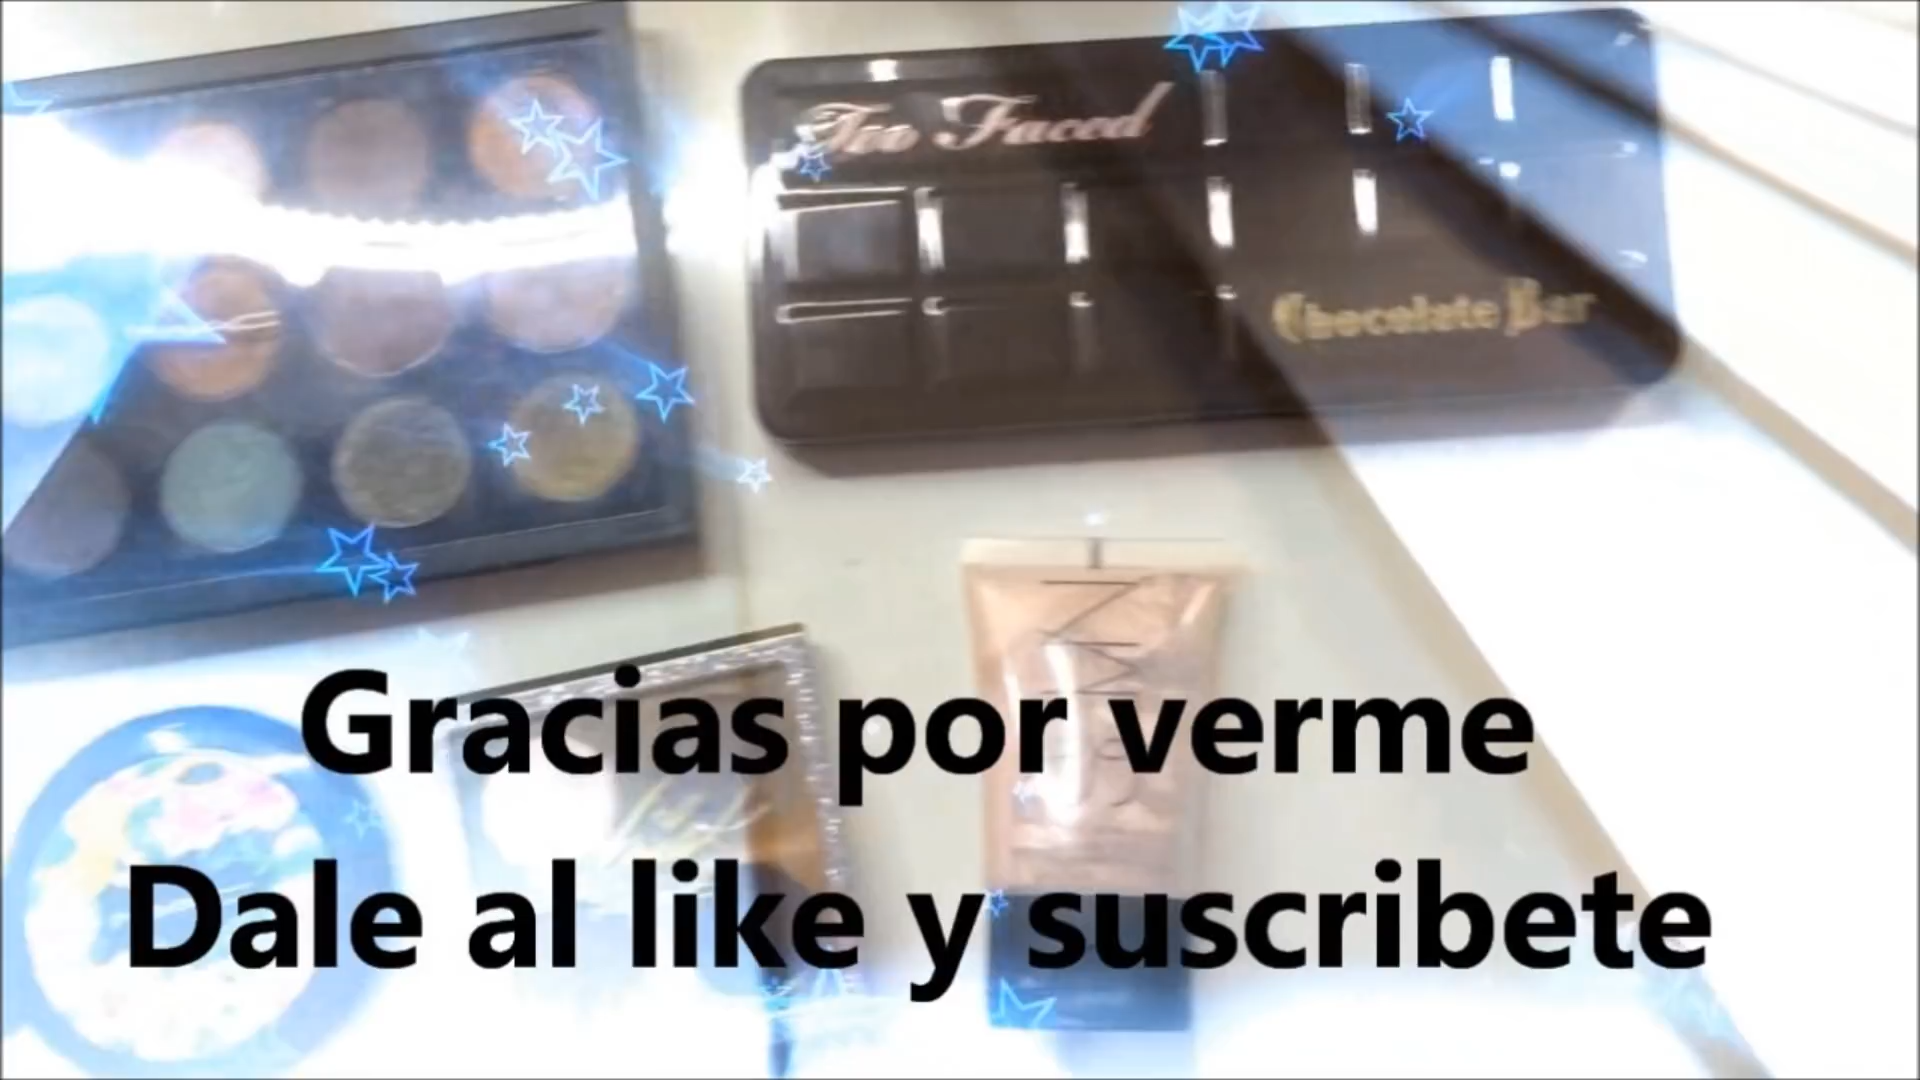 Too Faced
Chocolate Bar
Gracias por verme
Dale al like y suscribete